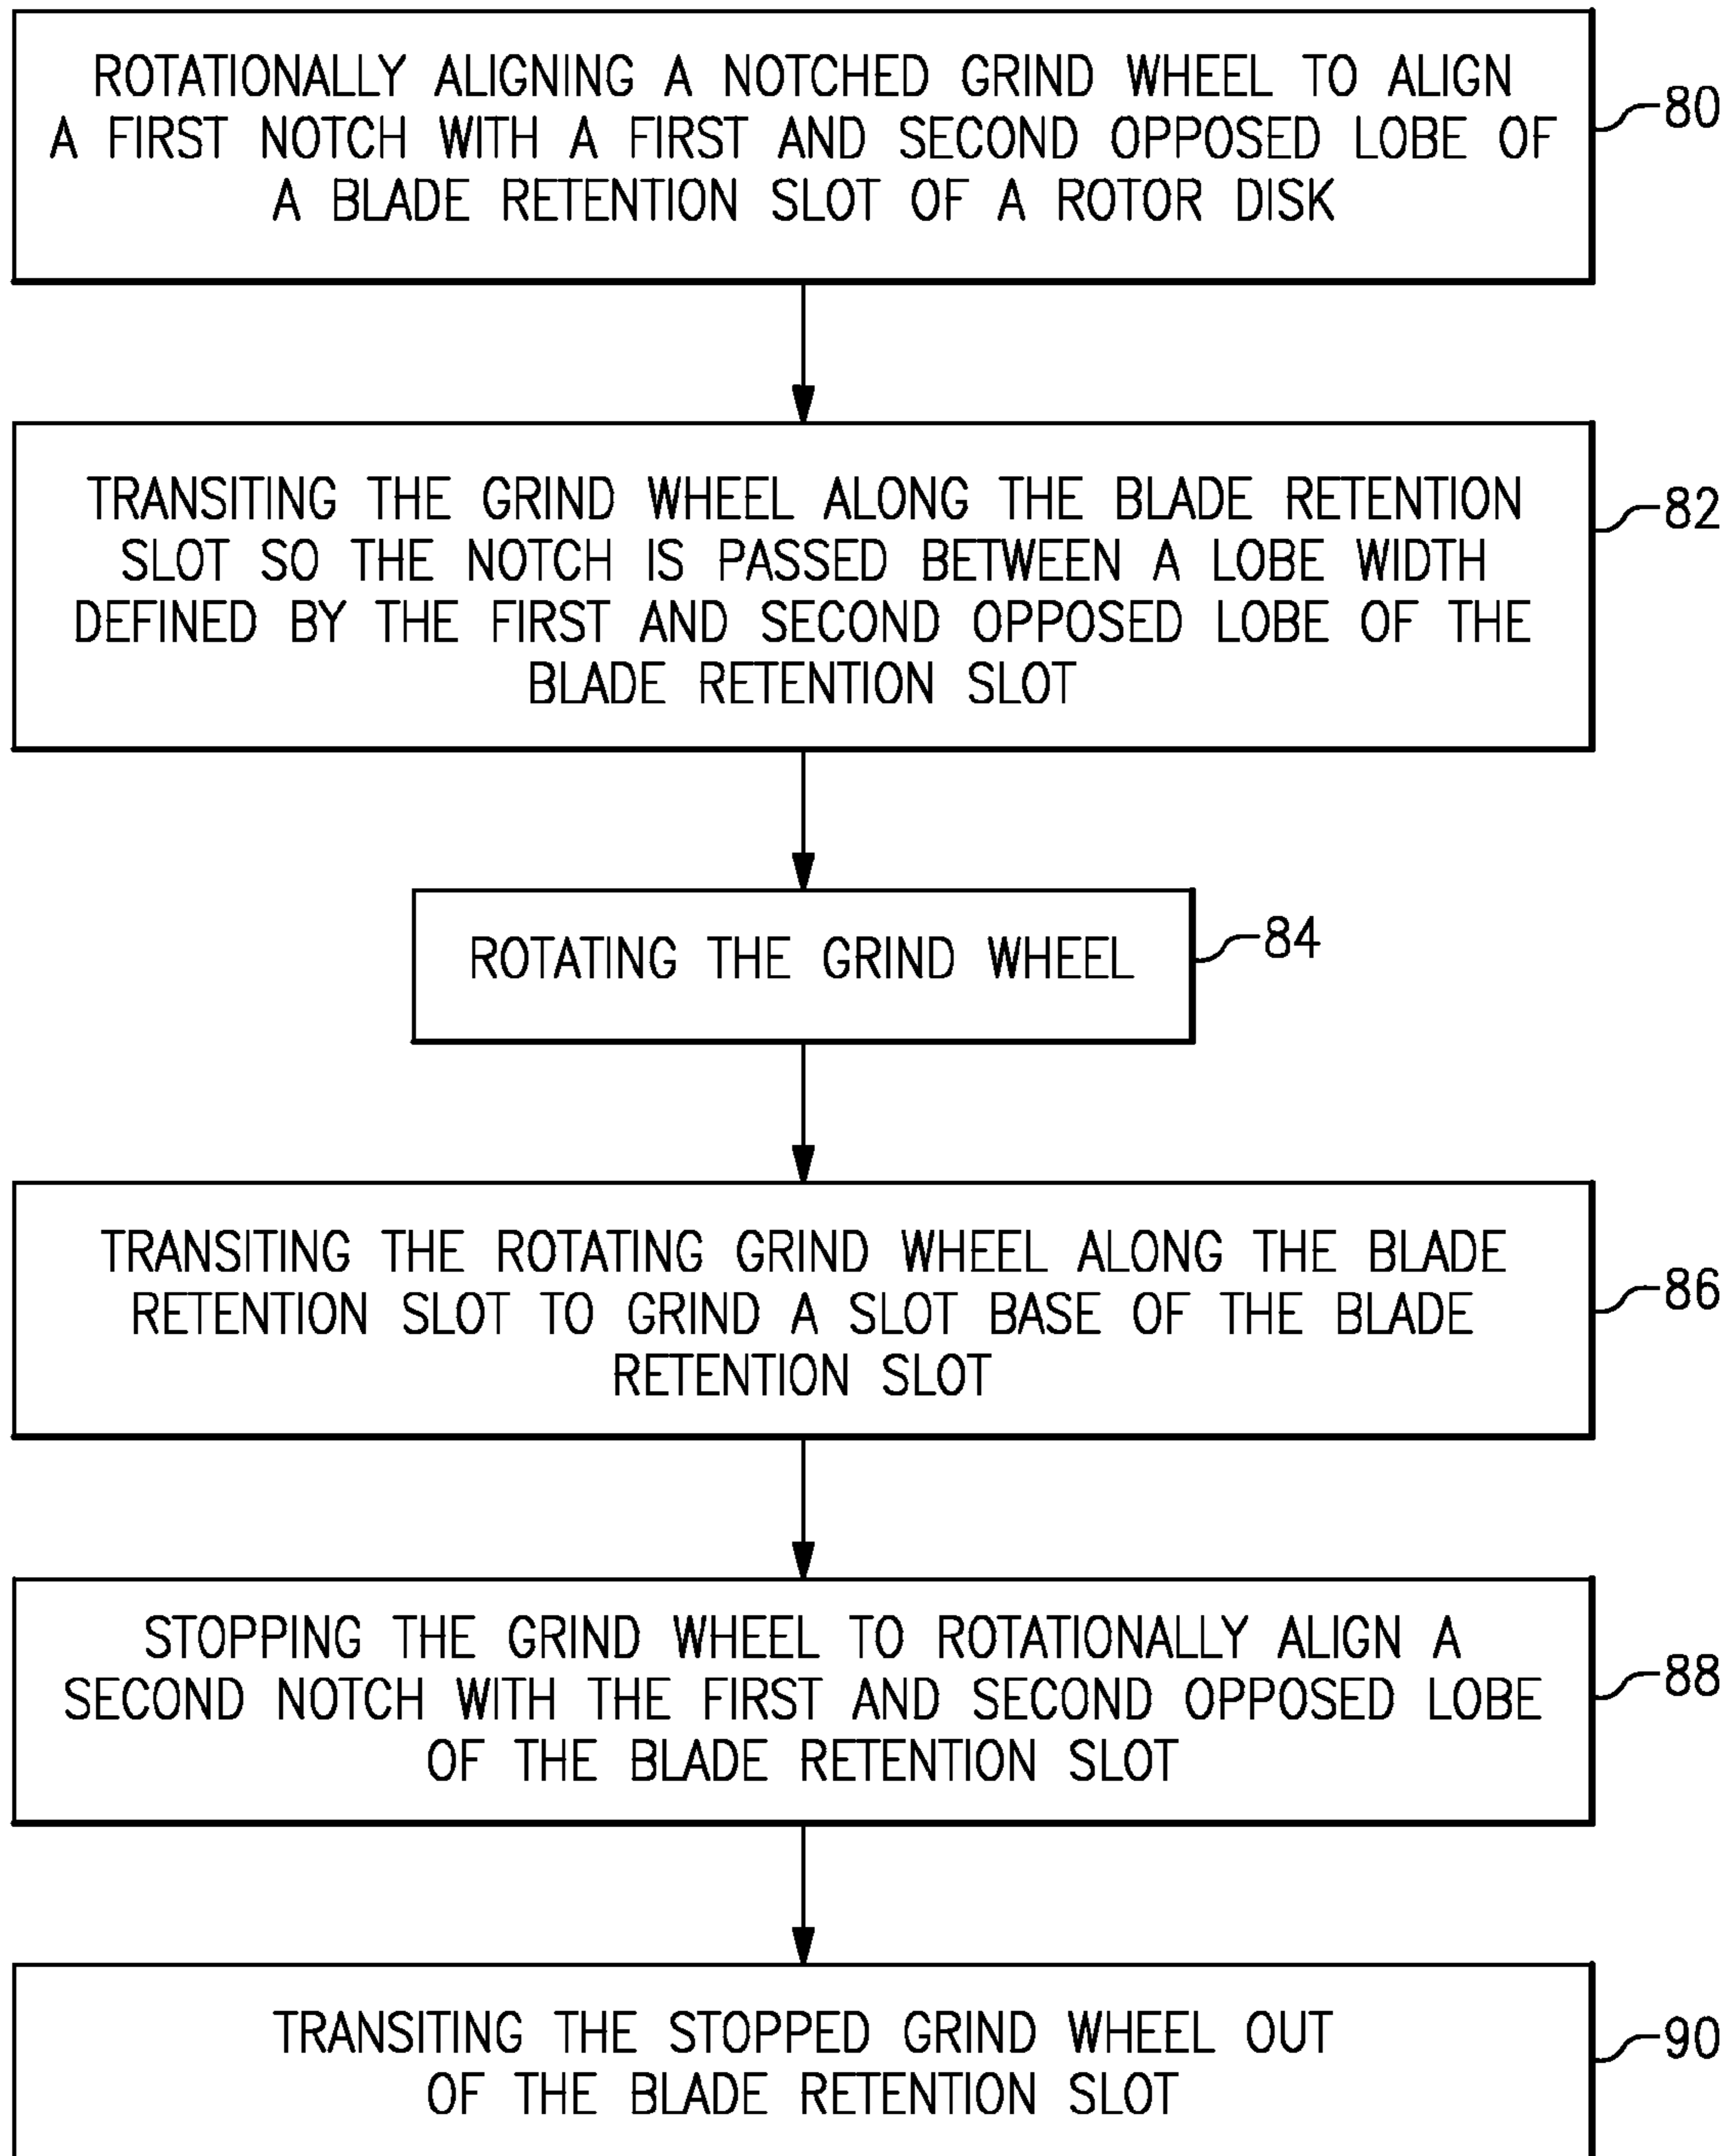 ROTATIONALLY ALIGNING A NOTCHED GRIND WHEEL TO ALIGN
A FIRST NOTCH WITH A FIRST AND SECOND OPPOSED LOBE OF
A BLADE RETENTION SLOT OF A ROTOR DISK
80
TRANSITING THE GRIND WHEEL ALONG THE BLADE RETENTION
SLOT SO THE NOTCH IS PASSED BETWEEN A LOBE WIDTH
DEFINED BY THE FIRST AND SECOND OPPOSED LOBE OF THE
BLADE RETENTION SLOT
82
ROTATING THE GRIND WHEEL
84
TRANSITING THE ROTATING GRIND WHEEL ALONG THE BLADE
RETENTION SLOT TO GRIND A SLOT BASE OF THE BLADE
RETENTION SLOT
86
STOPPING THE GRIND WHEEL TO ROTATIONALLY ALIGN A
SECOND NOTCH WITH THE FIRST AND SECOND OPPOSED LOBE
OF THE BLADE RETENTION SLOT
88
TRANSITING THE STOPPED GRIND WHEEL OUT
OF THE BLADE RETENTION SLOT
90